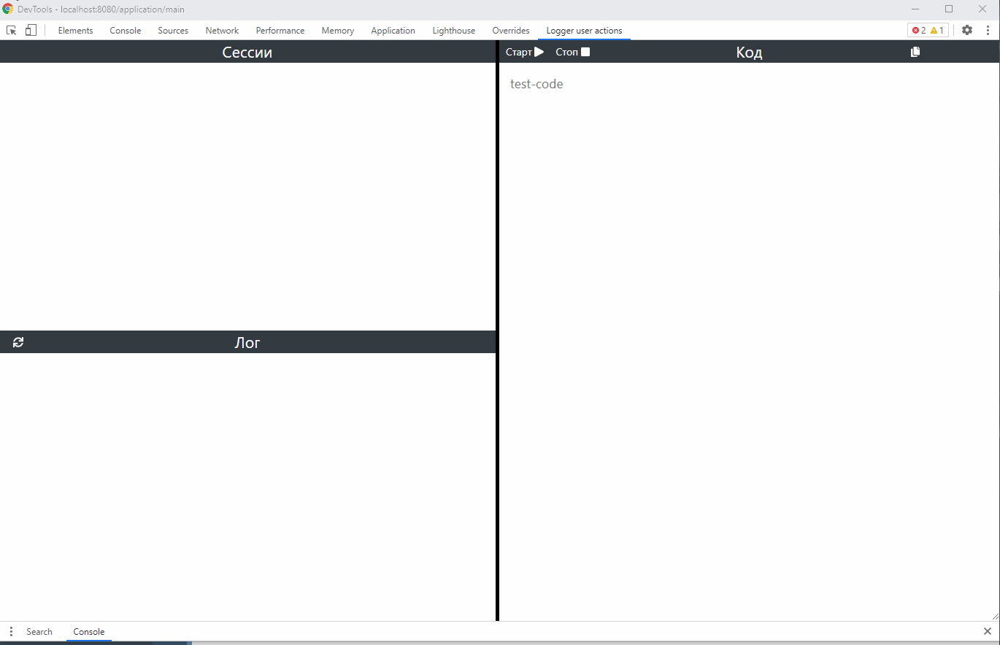 DevTools - localhost:8080/application/main
Elements Console Sources Network Performance Memory Application Lighthouse Overrides Logger user actions 2 1
Сессии
Старт Стоп Код
test-code
Лог
Search Console